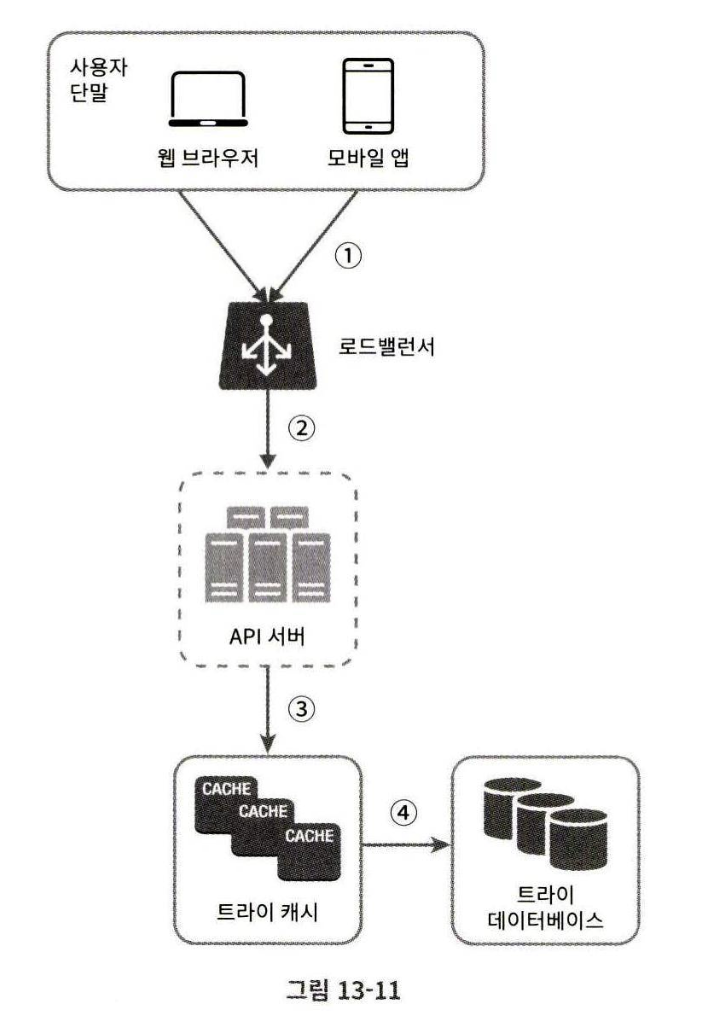 사용자
단말
웹 브라우저
모바일 앱
①
로드밸런서
②
API 서버
③
CACHE
CACHE
CACHE
④
트라이 캐시
트라이
데이터베이스
그림 13-11